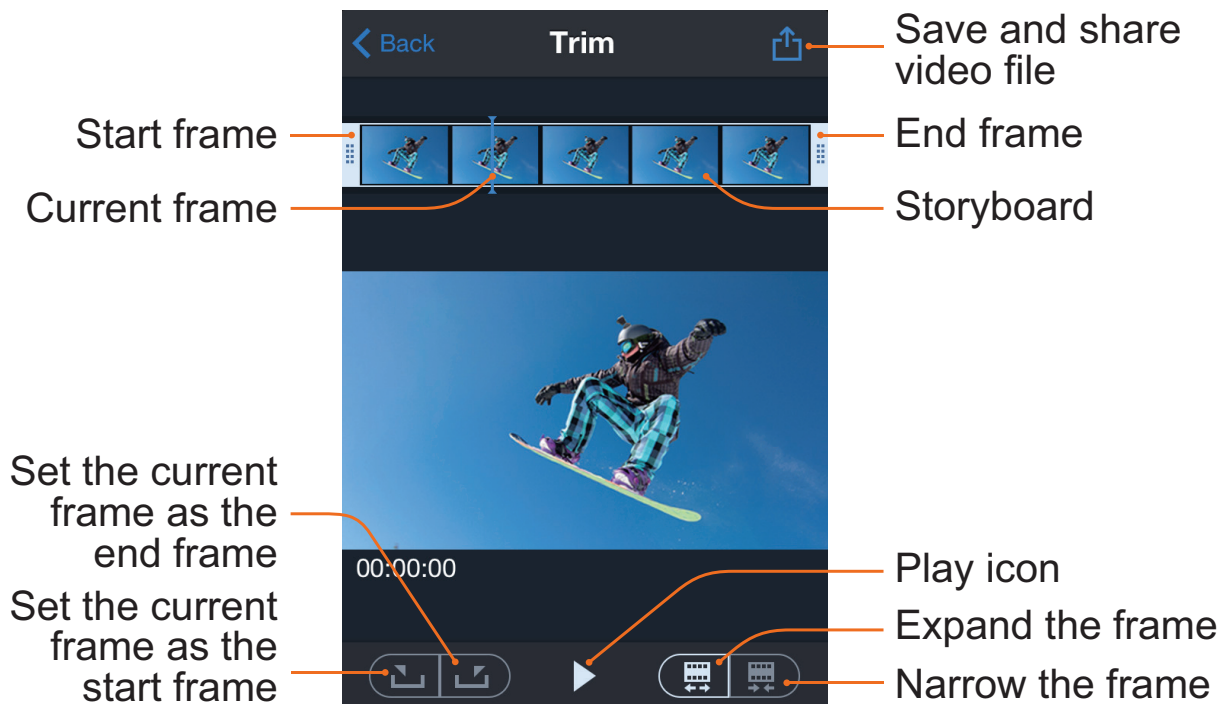 Back
Trim
Save and share
video file
Start frame
End frame
Current frame
Storyboard
Set the current
frame as the
end frame
00:00:00
Play icon
Set the current
frame as the
start frame
Expand the frame
Narrow the frame